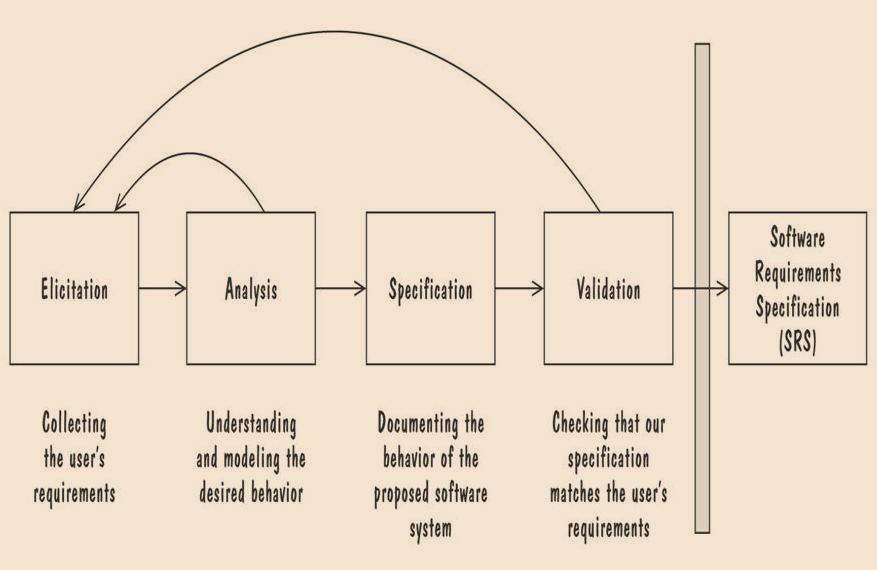 Elicitation
Analysis
Specification
Validation
Software
Requirements
Specification
(SRS)
Collecting
the user's
requirements
Understanding
and modeling the
desired behavior
Documenting the
behavior of the
proposed software
system
Checking that our
specification
matches the user's
requirements